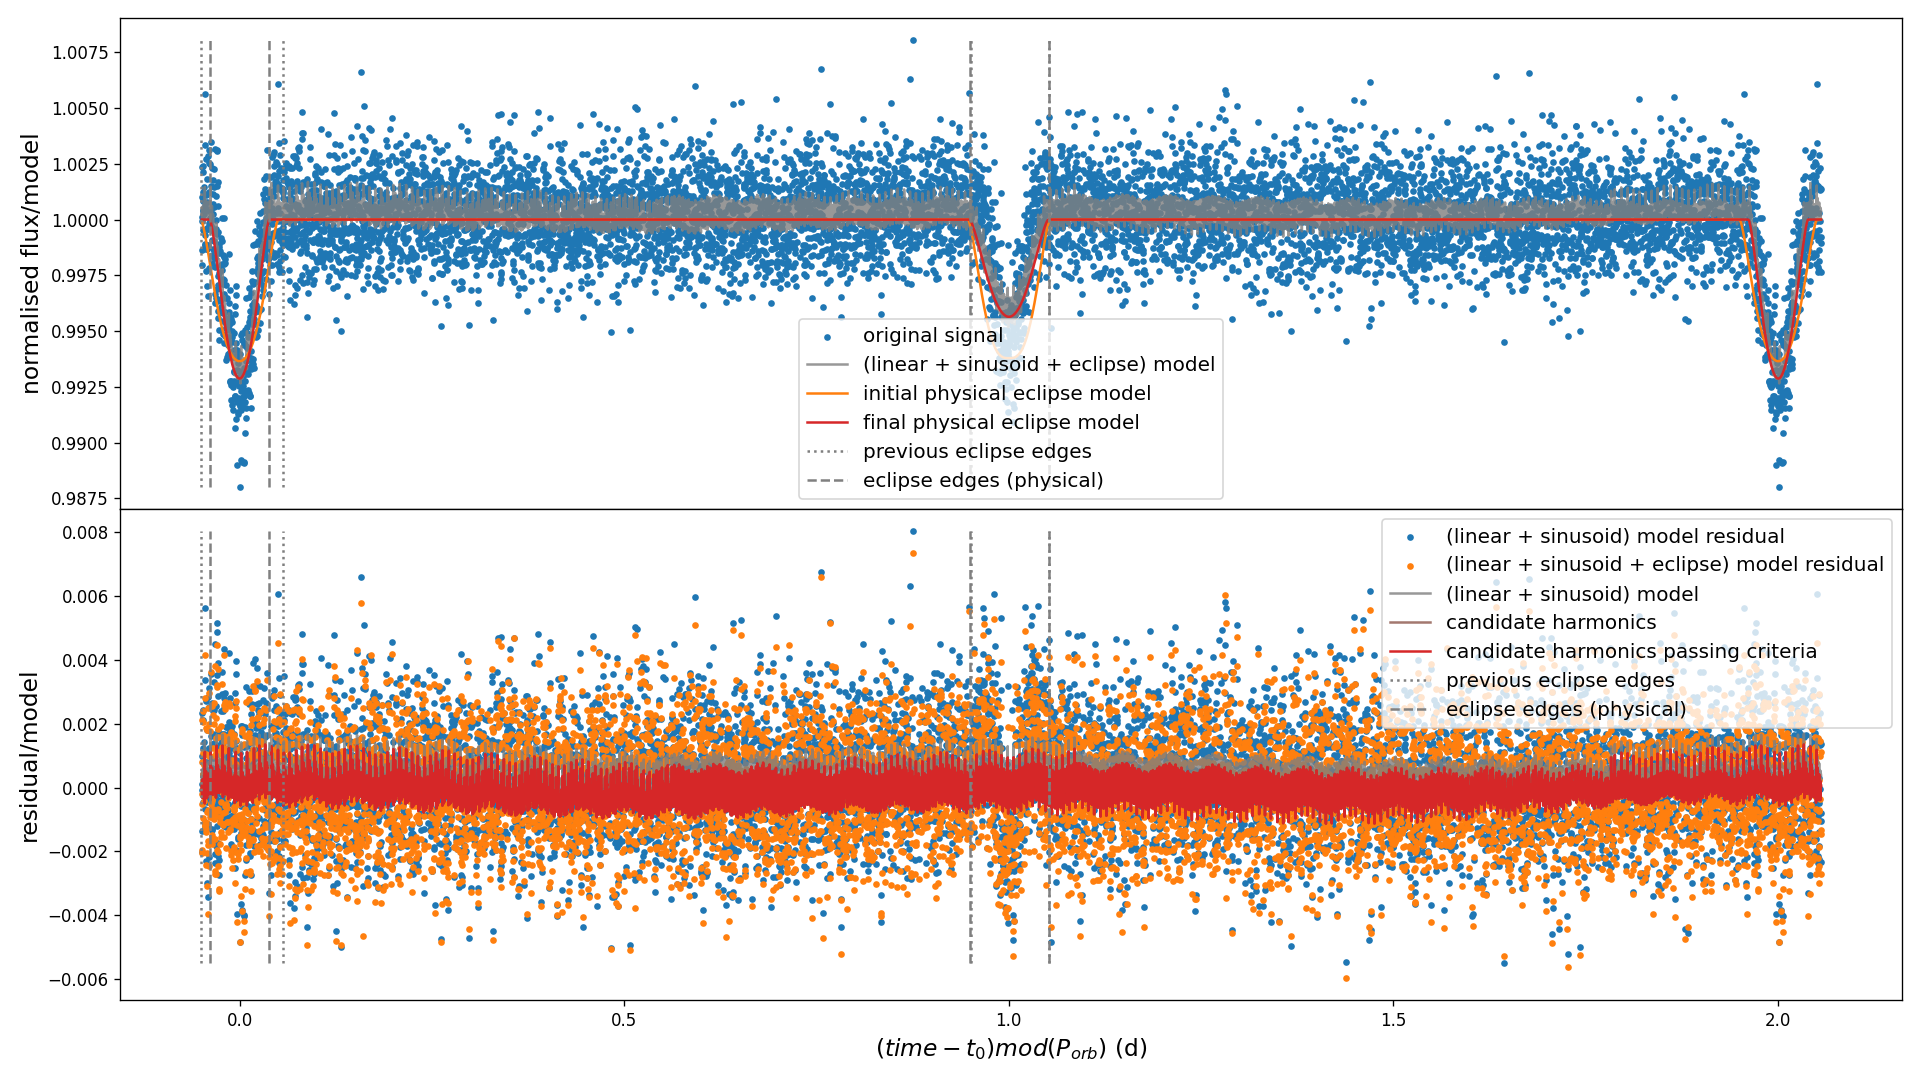 normalised flux/model
1.0075
1.0050
1.0025
1.0000
0.9975
0.9950
0.9925
0.9900
0.9875
original signal
(linear + sinusoid + eclipse) model
initial physical eclipse model
final physical eclipse model
previous eclipse edges
eclipse edges (physical)
residual/model
0.008
0.006
0.004
0.002
0.000
−0.002
−0.004
−0.006
(linear + sinusoid) model residual
(linear + sinusoid + eclipse) model residual
(linear + sinusoid) model
candidate harmonics
candidate harmonics passing criteria
previous eclipse edges
eclipse edges (physical)
0.0 0.5 1.0 1.5 2.0
(time − t₀)mod(Pₒᵣb) (d)